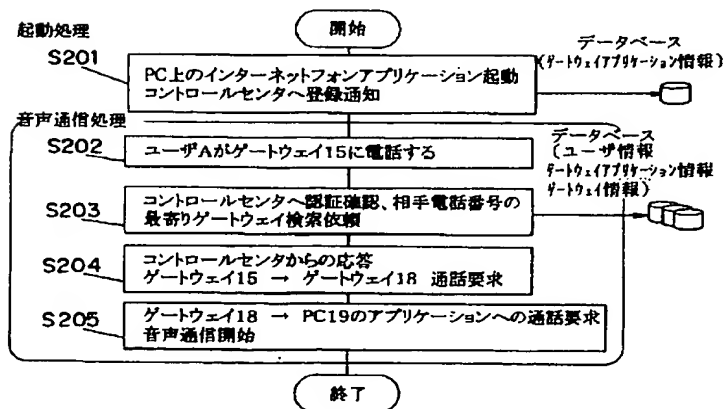 開始
起動処理
S201
PC上のインターネットフォンアプリケーション起動
コントロールセンタへ登録通知
データベース
(ゲートウェイアプリケーション情報)
音声通信処理
S202
ユーザAがゲートウェイ15に電話する
データベース
(ユーザ情報
ゲートウェイアプリケーション情報
ゲートウェイ情報)
S203
コントロールセンタへ認証確認、相手電話番号の
最寄りゲートウェイ検索依頼
S204
コントロールセンタからの応答
ゲートウェイ15 → ゲートウェイ18 通話要求
S205
ゲートウェイ18 → PC19のアプリケーションへの通話要求
音声通信開始
終了